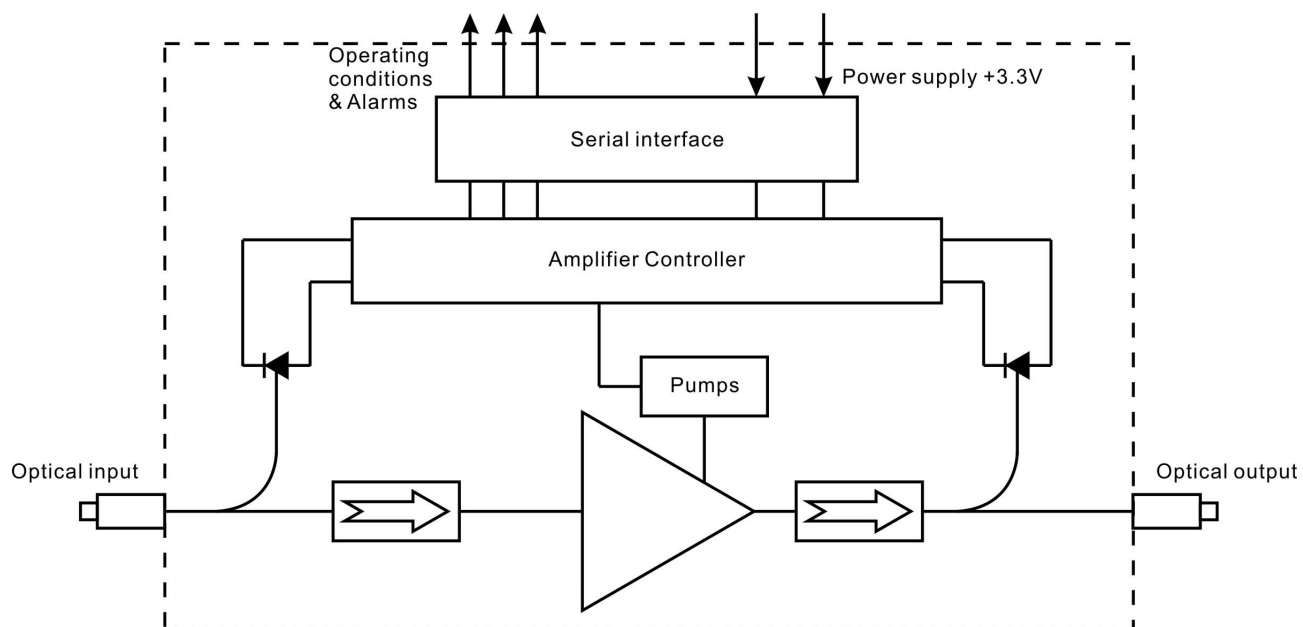 Operating
conditions
& Alarms
Power supply +3.3V
Serial interface
Amplifier Controller
Pumps
Optical input
Optical output